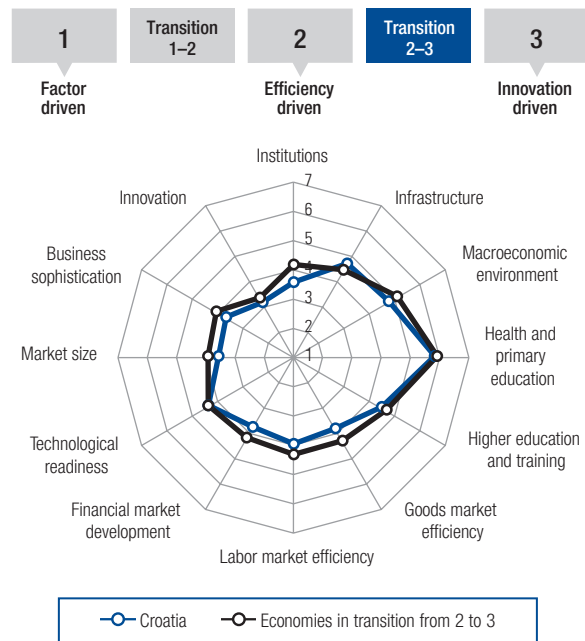 1
Transition
1–2
2
Transition
2–3
3
Factor
driven
Efficiency
driven
Innovation
driven
Institutions
7
Innovation
6
Infrastructure
5
Business
sophistication
4
Macroeconomic
environment
3
2
Market size
1
Health and
primary
education
Technological
readiness
Higher education
and training
Financial market
development
Goods market
efficiency
Labor market efficiency
Croatia
Economies in transition from 2 to 3